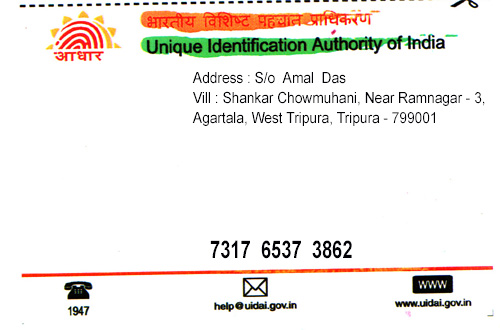 भारतीय विशिष्ट पहचान प्राधिकरण
Unique Identification Authority of India
आधार
Address : S/o Amal Das
Vill : Shankar Chowmuhani, Near Ramnagar - 3,
Agartala, West Tripura, Tripura - 799001
7317 6537 3862
1947
help@uidai.gov.in
WWW
www.uidai.gov.in